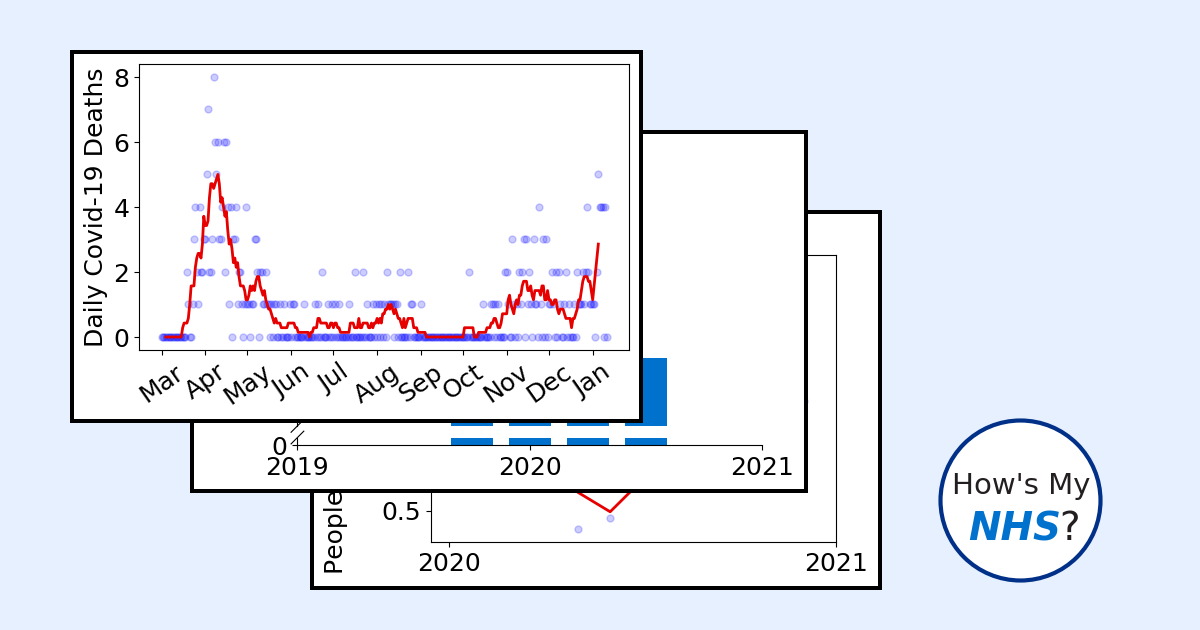 Daily Covid-19 Deaths
8
6
4
2
0
Mar Apr May Jun Jul Aug Sep Oct Nov Dec Jan
0
2019 2020 2021
People
0.5
2020 2021
How's My
NHS?